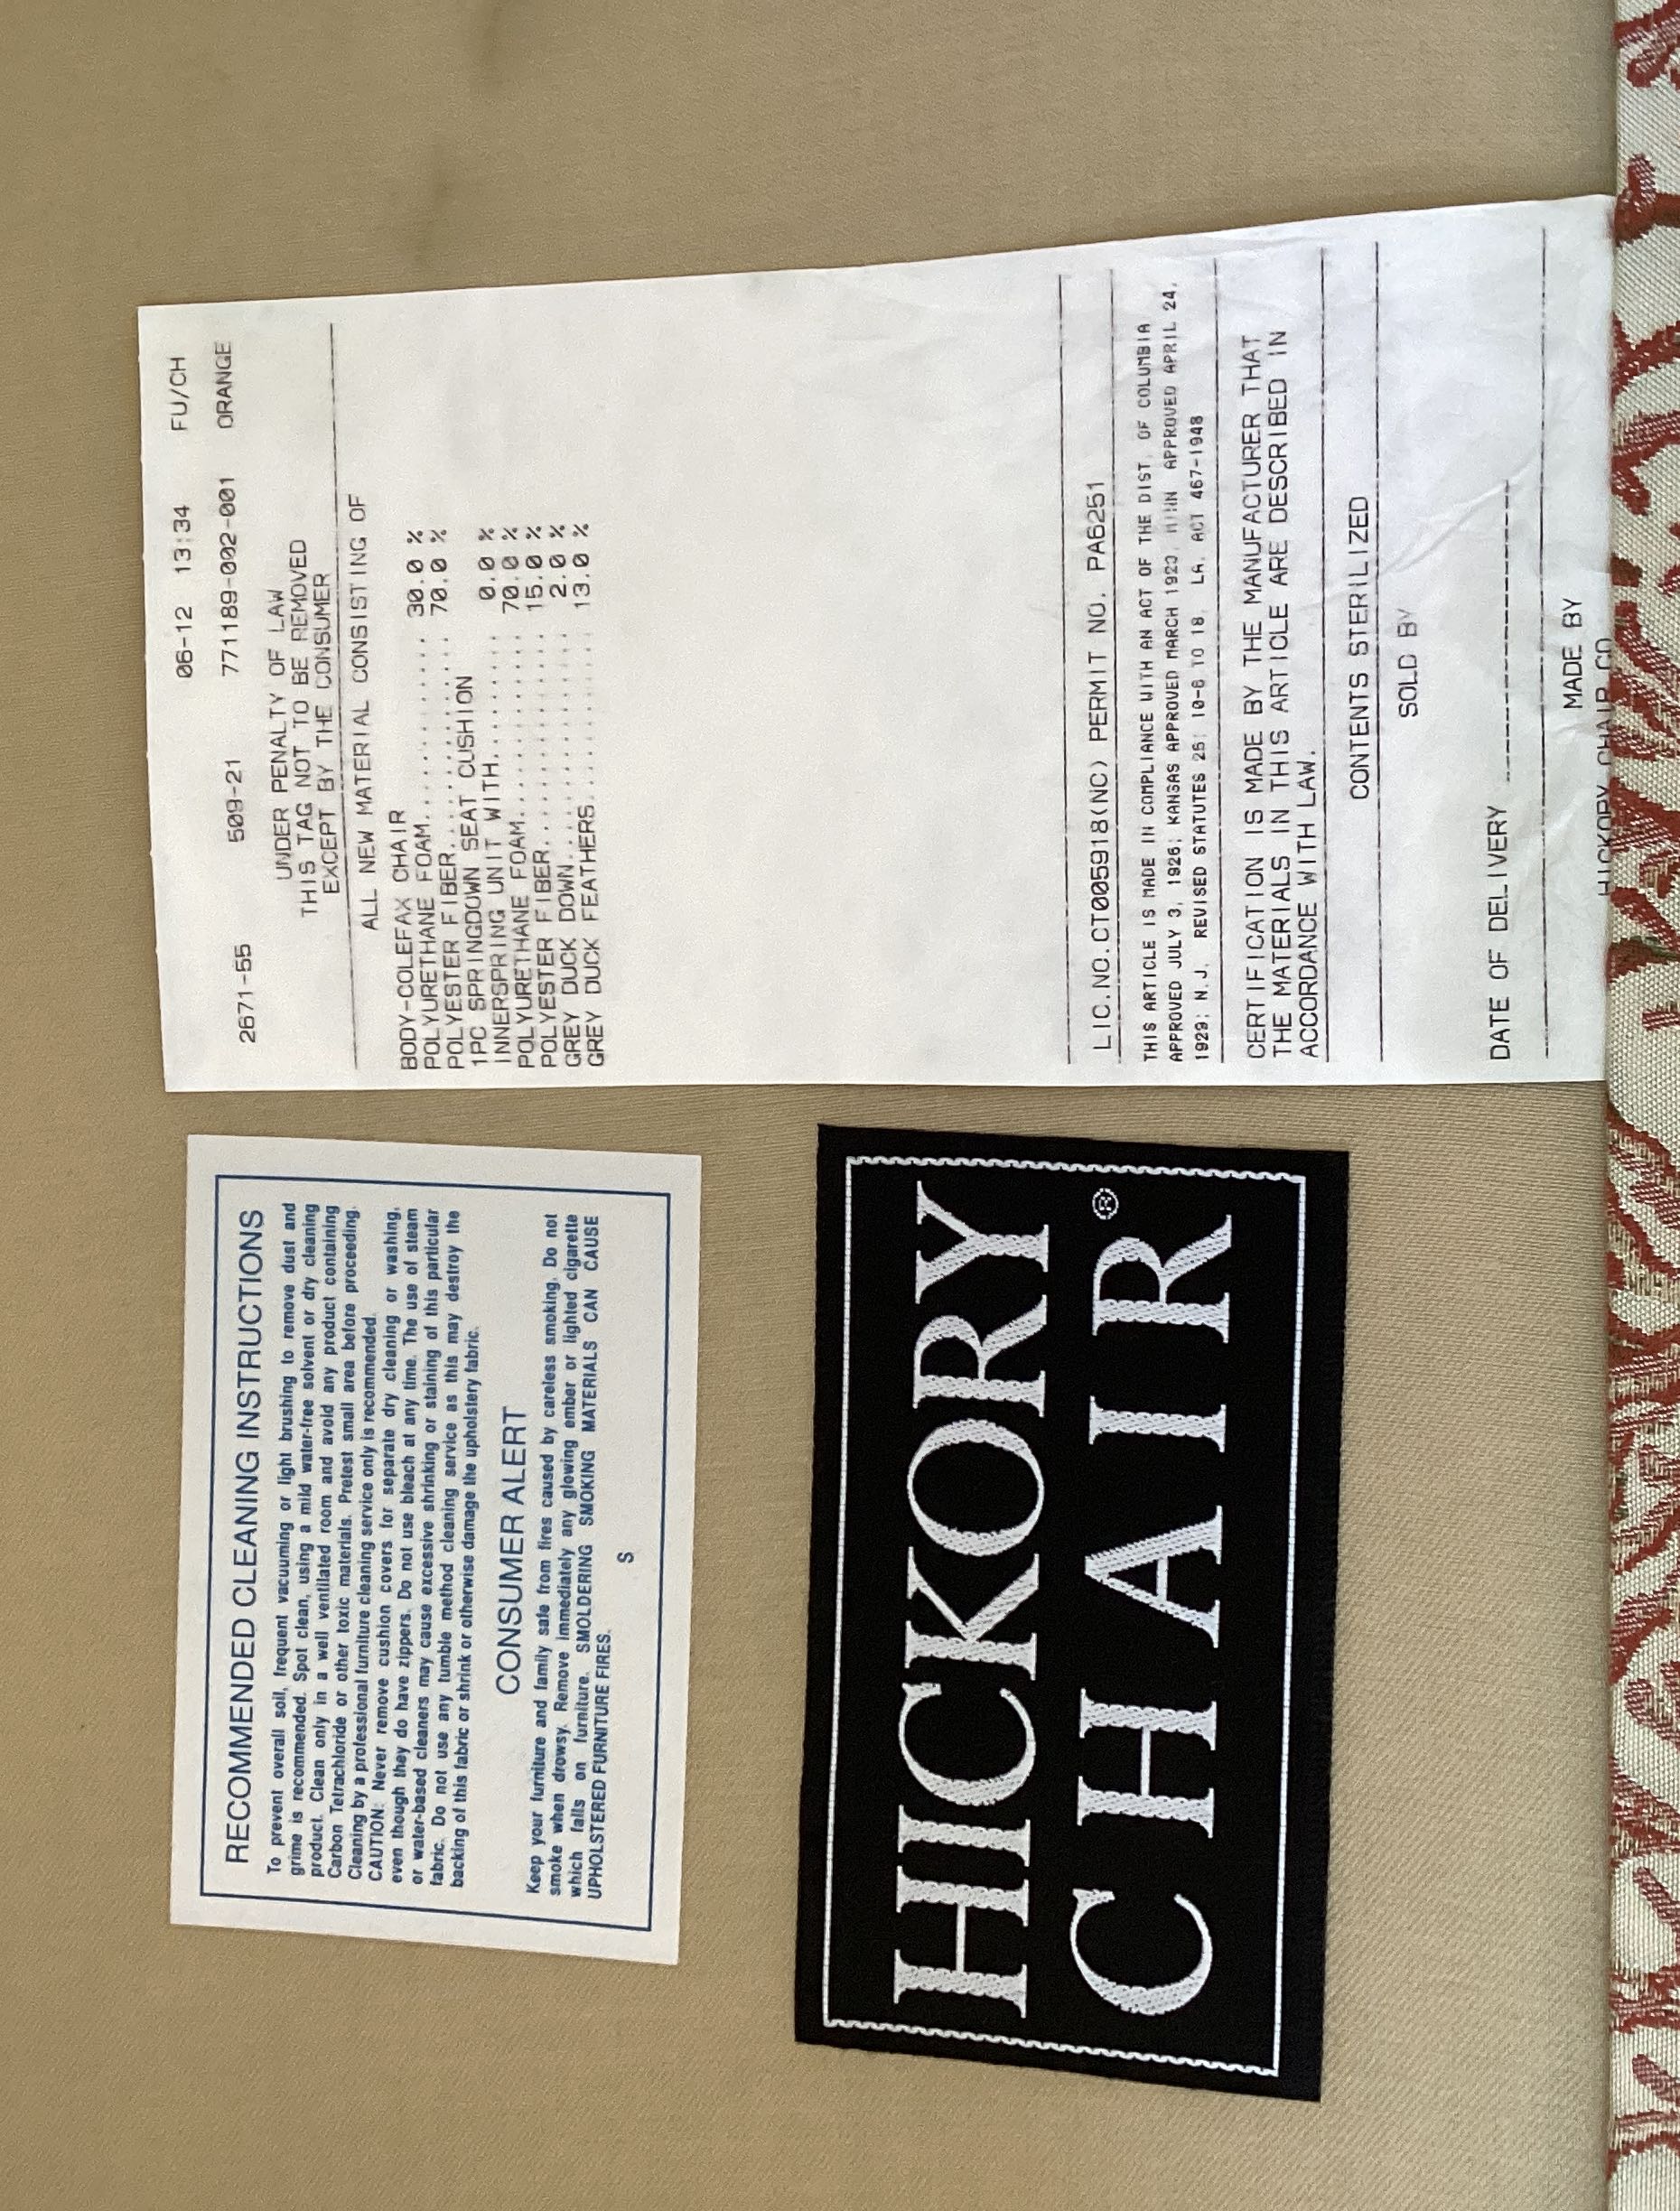 RECOMMENDED CLEANING INSTRUCTIONS
To prevent overall soil, frequent vacuuming or light brushing to remove dust and
grime is recommended. Spot clean, using a mild water-free solvent or dry cleaning
product. Clean only in a well ventilated room and avoid any product containing
Carbon Tetrachloride or other toxic materials. Pretest small area before proceeding.
Cleaning by a professional furniture cleaning service only is recommended.
CAUTION: Never remove cushion covers for separate dry cleaning or washing,
even though they do have zippers. Do not use bleach at any time. The use of steam
or water-based cleaners may cause excessive shrinking or staining of this particular
fabric. Do not use any tumble method cleaning service as this may destroy the
backing of this fabric or shrink or otherwise damage the upholstery fabric.
CONSUMER ALERT
Keep your furniture and family safe from fires caused by careless smoking. Do not
smoke when drowsy. Remove immediately any glowing ember or lighted cigarette
which falls on furniture. SMOLDERING SMOKING MATERIALS CAN CAUSE
UPHOLSTERED FURNITURE FIRES.
S
HICKORY
CHAIR®
06-12 13:34 FU/CH
2671-55 509-21 771189-002-001 ORANGE
UNDER PENALTY OF LAW
THIS TAG NOT TO BE REMOVED
EXCEPT BY THE CONSUMER
ALL NEW MATERIAL CONSISTING OF
BODY-COLEFAX CHAIR
POLYURETHANE FOAM............ 30.0 %
POLYESTER FIBER.............. 70.0 %
1PC SPRINGDOWN SEAT CUSHION
INNERSPRING UNIT WITH........ 0.0 %
POLYURETHANE FOAM............ 70.0 %
POLYESTER FIBER.............. 15.0 %
GREY DUCK DOWN............... 2.0 %
GREY DUCK FEATHERS........... 13.0 %
LIC.NO.CT005918(NC) PERMIT NO. PA6251
THIS ARTICLE IS MADE IN COMPLIANCE WITH AN ACT OF THE DIST. OF COLUMBIA
APPROVED JULY 3, 1926; KANSAS APPROVED MARCH 1923, MINN APPROVED APRIL 24,
1929; N.J. REVISED STATUTES 26: 10-6 TO 18. LA. ACT 467-1948
CERTIFICATION IS MADE BY THE MANUFACTURER THAT
THE MATERIALS IN THIS ARTICLE ARE DESCRIBED IN
ACCORDANCE WITH LAW.
CONTENTS STERILIZED
SOLD BY
DATE OF DELIVERY
MADE BY
HICKORY CHAIR CO